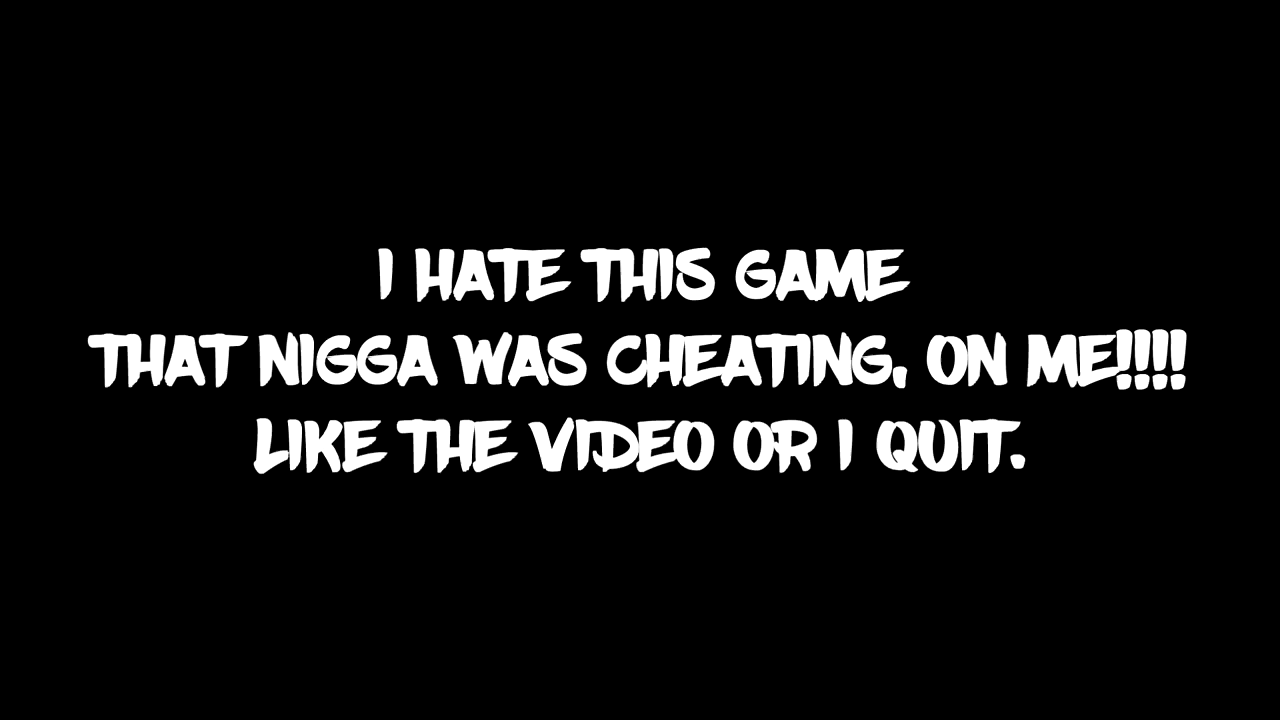 I HATE THIS GAME
THAT NIGGA WAS CHEATING, ON ME!!!!
LIKE THE VIDEO OR I QUIT.